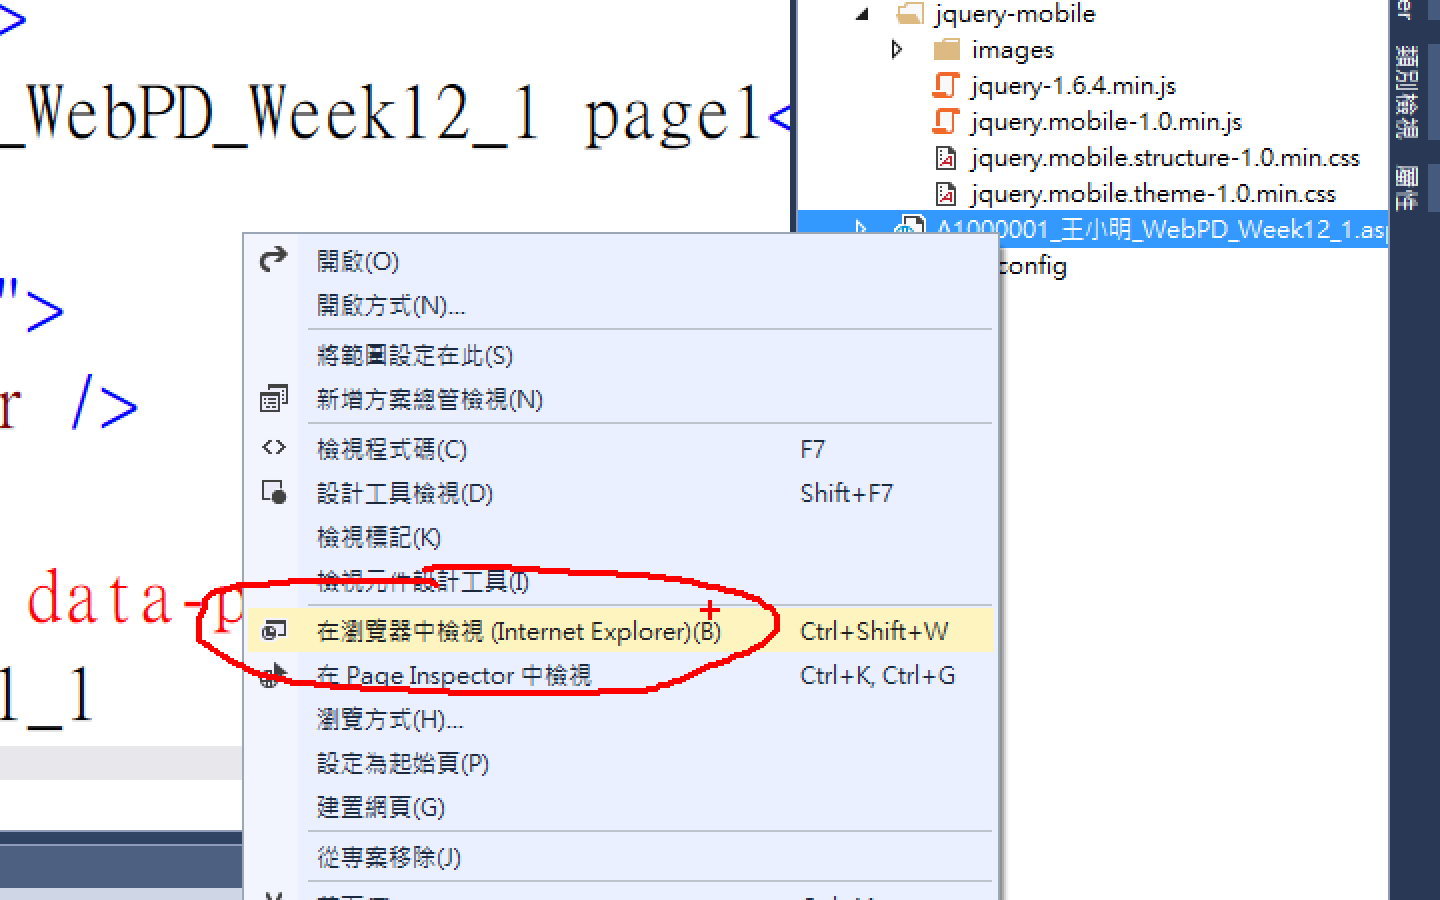 >
_WebPD_Week12_1 page1<
">
r />
data-p
1_1
jquery-mobile
images
jquery-1.6.4.min.js
jquery.mobile-1.0.min.js
jquery.mobile.structure-1.0.min.css
jquery.mobile.theme-1.0.min.css
A1000001_王小明_WebPD_Week12_1.asp
config
er
類別檢視
屬性
開啟(O)
開啟方式(N)...
將範圍設定在此(S)
新增方案總管檢視(N)
檢視程式碼(C) F7
設計工具檢視(D) Shift+F7
檢視標記(K)
檢視元件設計工具(I)
在瀏覽器中檢視 (Internet Explorer)(B) Ctrl+Shift+W
在 Page Inspector 中檢視 Ctrl+K, Ctrl+G
瀏覽方式(H)...
設定為起始頁(P)
建置網頁(G)
從專案移除(J)